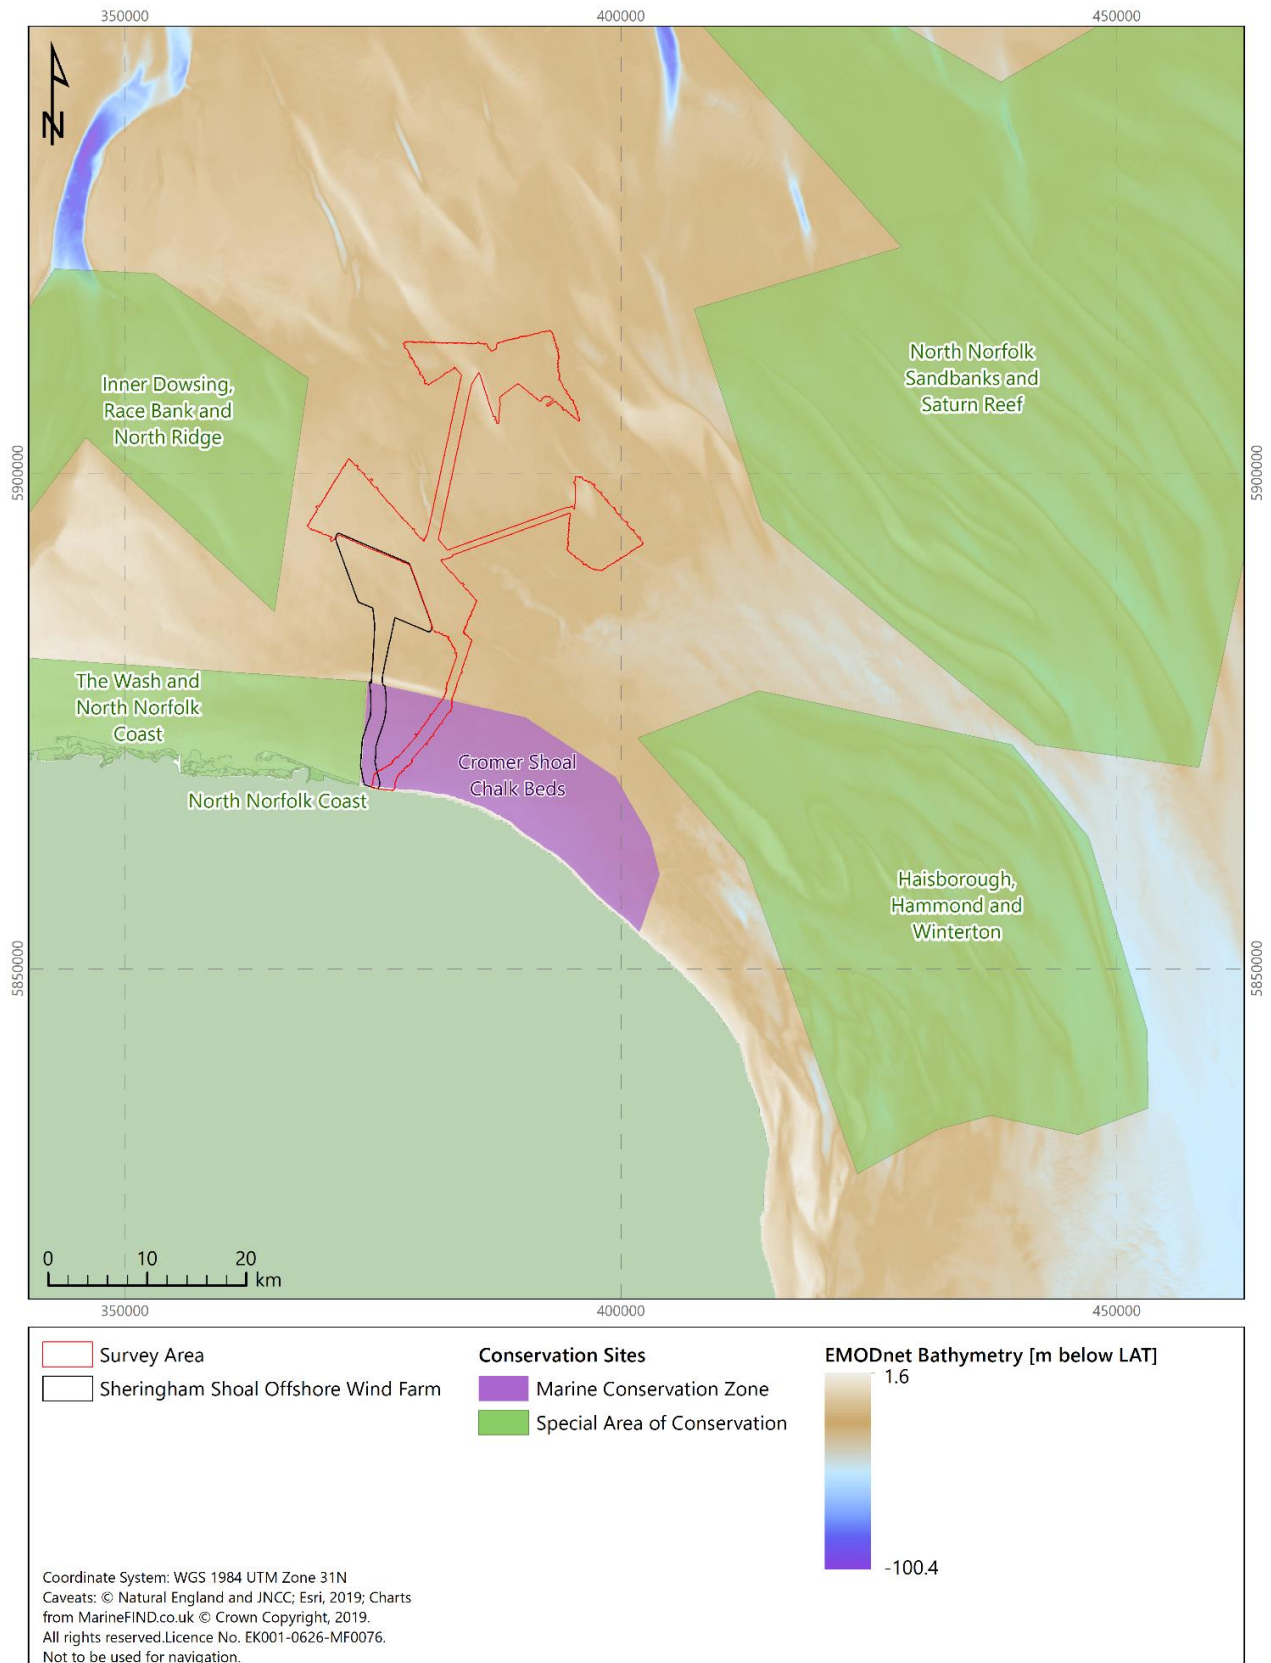 350000
400000
450000
N
Inner Dowsing,
Race Bank and
North Ridge
North Norfolk
Sandbanks and
Saturn Reef
5900000
5900000
The Wash and
North Norfolk
Coast
Cromer Shoal
Chalk Beds
North Norfolk Coast
Haisborough,
Hammond and
Winterton
5850000
5850000
0 10 20
km
350000
400000
450000
Survey Area
Sheringham Shoal Offshore Wind Farm
Conservation Sites
Marine Conservation Zone
Special Area of Conservation
EMODnet Bathymetry [m below LAT]
1.6
-100.4
Coordinate System: WGS 1984 UTM Zone 31N
Caveats: © Natural England and JNCC; Esri, 2019; Charts
from MarineFIND.co.uk © Crown Copyright, 2019.
All rights reserved.Licence No. EK001-0626-MF0076.
Not to be used for navigation.